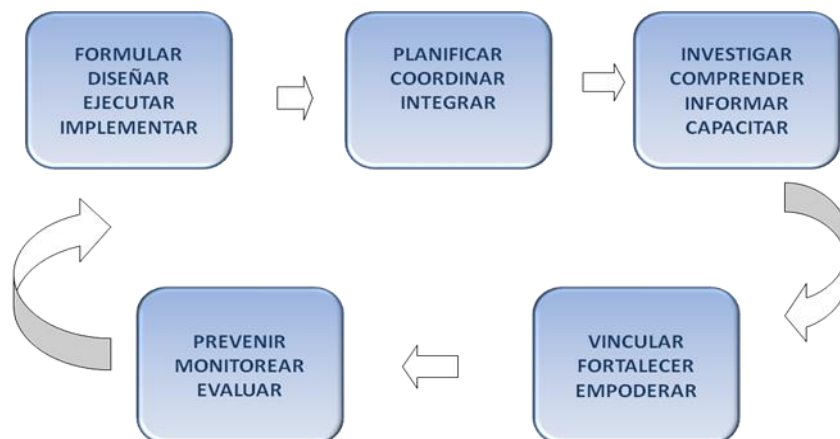 FORMULAR
DISEÑAR
EJECUTAR
IMPLEMENTAR
PLANIFICAR
COORDINAR
INTEGRAR
INVESTIGAR
COMPRENDER
INFORMAR
CAPACITAR
VINCULAR
FORTALECER
EMPODERAR
PREVENIR
MONITOREAR
EVALUAR